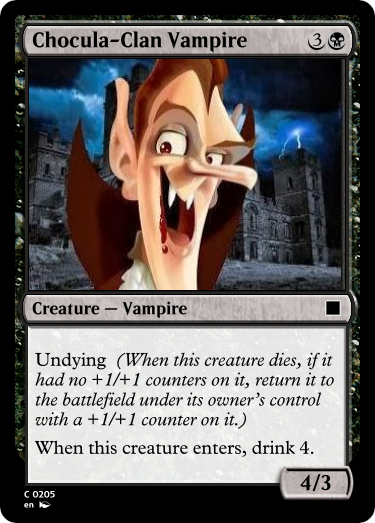 Chocula-Clan Vampire 3
Creature — Vampire
Undying (When this creature dies, if it
had no +1/+1 counters on it, return it to
the battlefield under its owner's control
with a +1/+1 counter on it.)
When this creature enters, drink 4.
4/3
C 0205
en